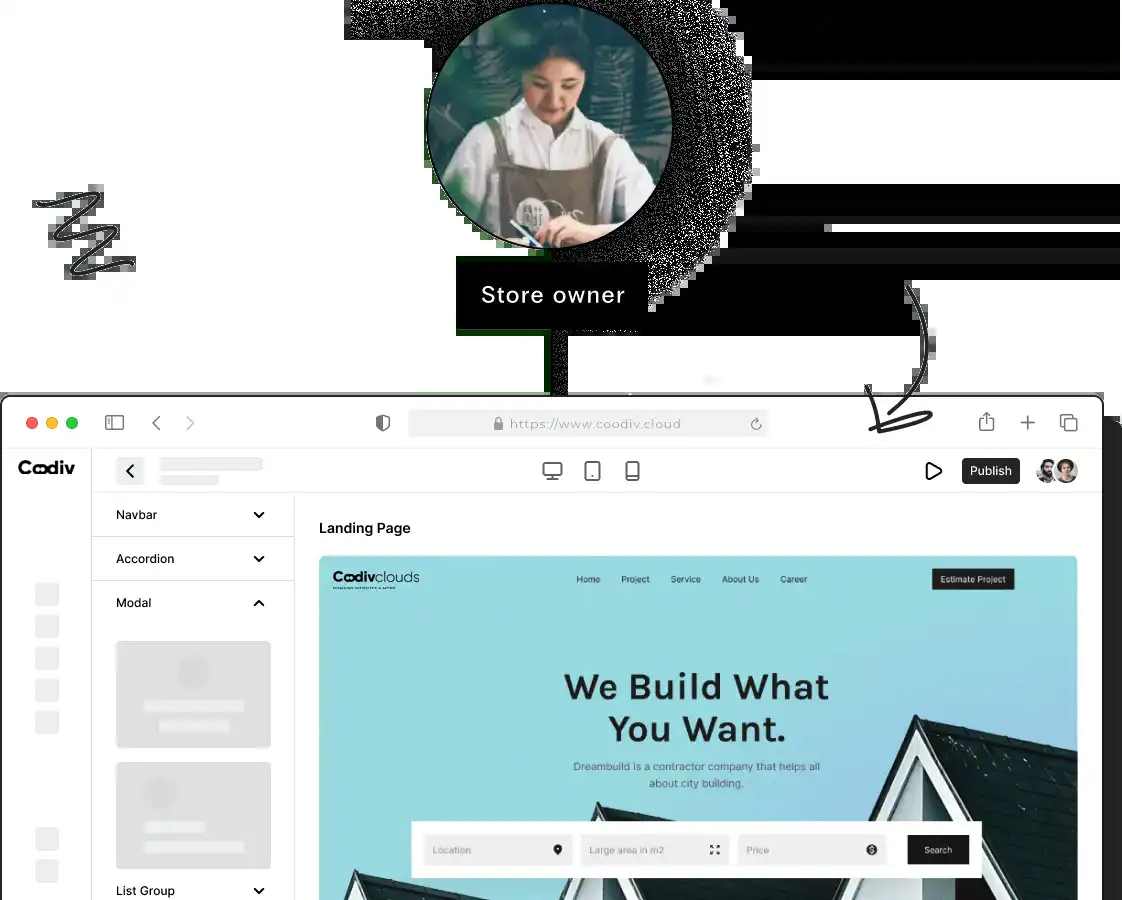 Store owner
https://www.coodiv.cloud
Coodiv
Publish
Navbar
Landing Page
Accordion
Coodivclouds
Home
Project
Service
About Us
Career
Estimate Project
Modal
We Build What
You Want.
Dreambuild is a contractor company that helps all
about city building.
Location
Large area in m2
Price
Search
List Group